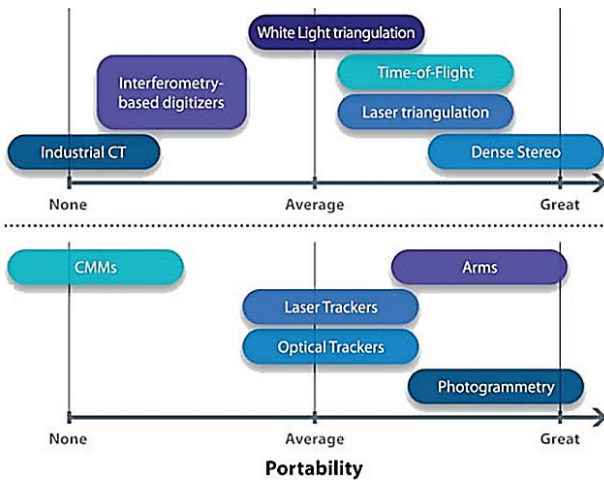 White Light triangulation
Interferometry-
based digitizers
Time-of-Flight
Laser triangulation
Industrial CT
Dense Stereo
None
Average
Great
CMMs
Arms
Laser Trackers
Optical Trackers
Photogrammetry
None
Average
Great
Portability